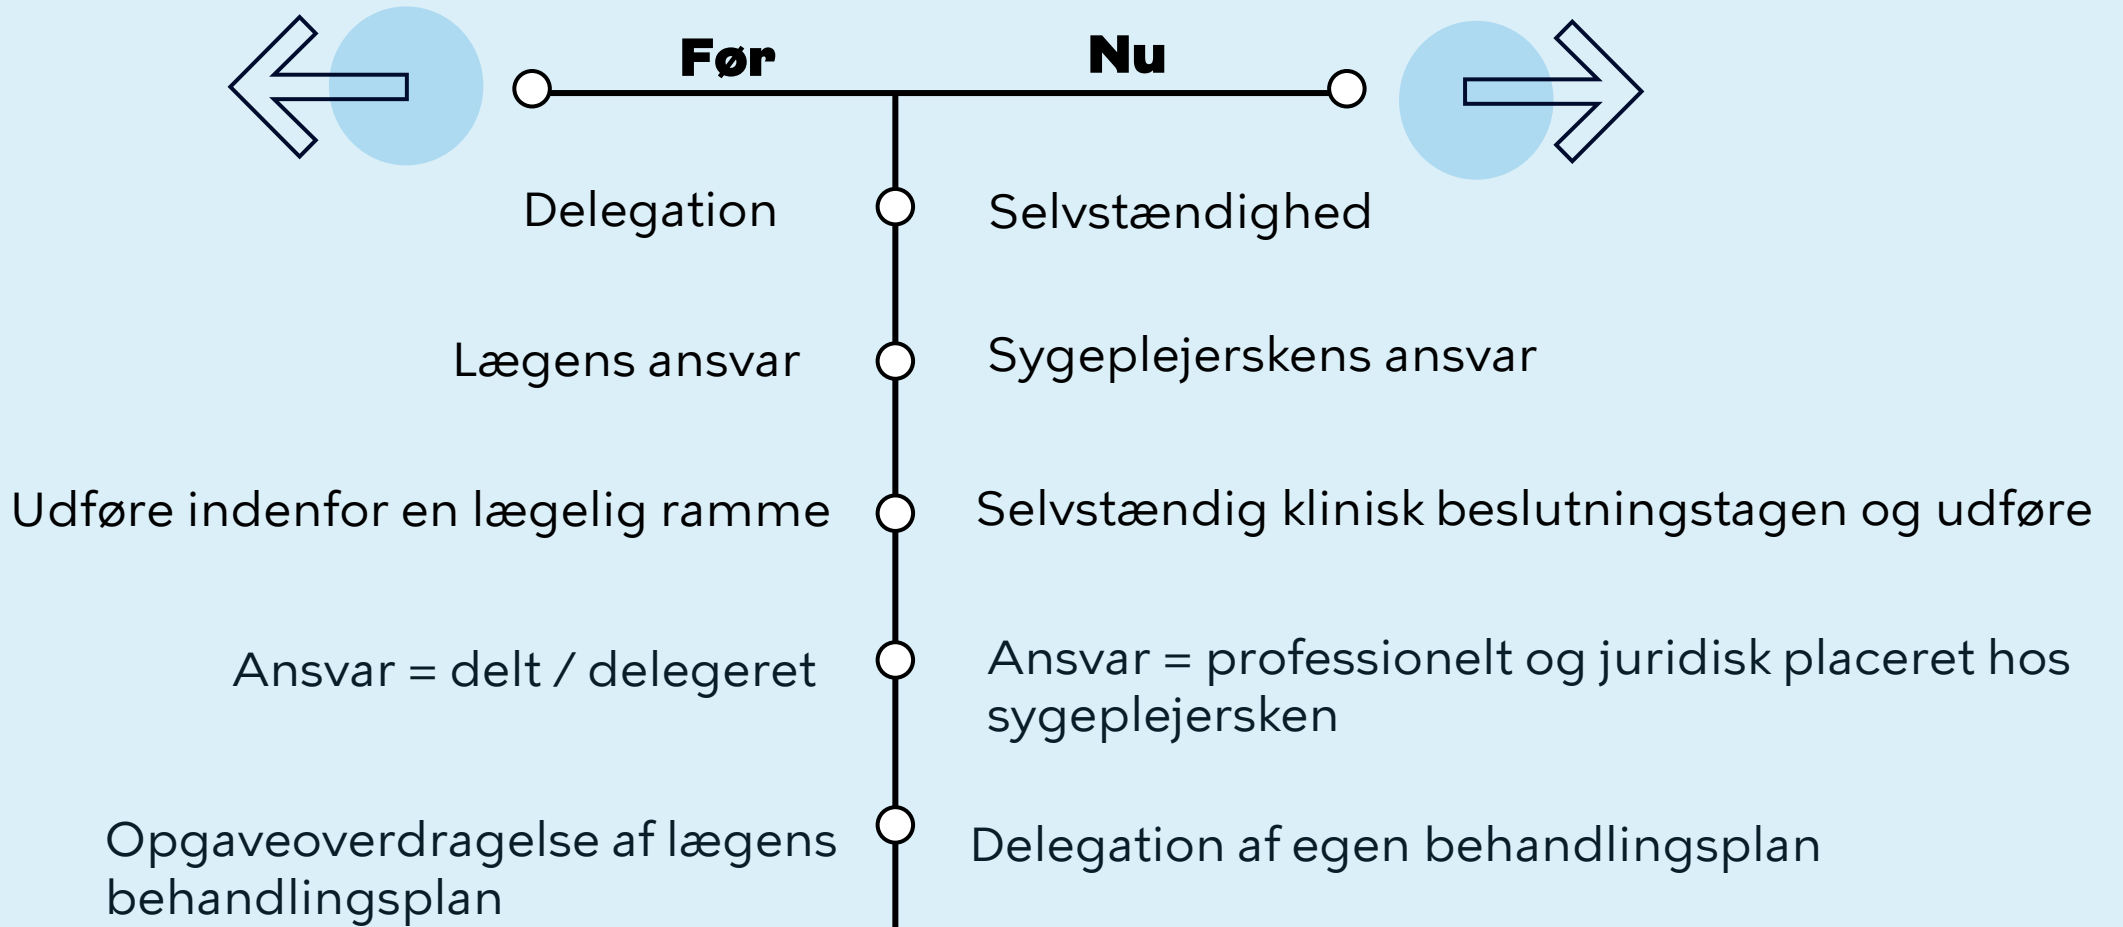 Før
Nu
Delegation
Selvstændighed
Lægens ansvar
Sygeplejerskens ansvar
Udføre indenfor en lægelig ramme
Selvstændig klinisk beslutningstagen og udføre
Ansvar = delt / delegeret
Ansvar = professionelt og juridisk placeret hos
sygeplejersken
Opgaveoverdragelse af lægens
behandlingsplan
Delegation af egen behandlingsplan